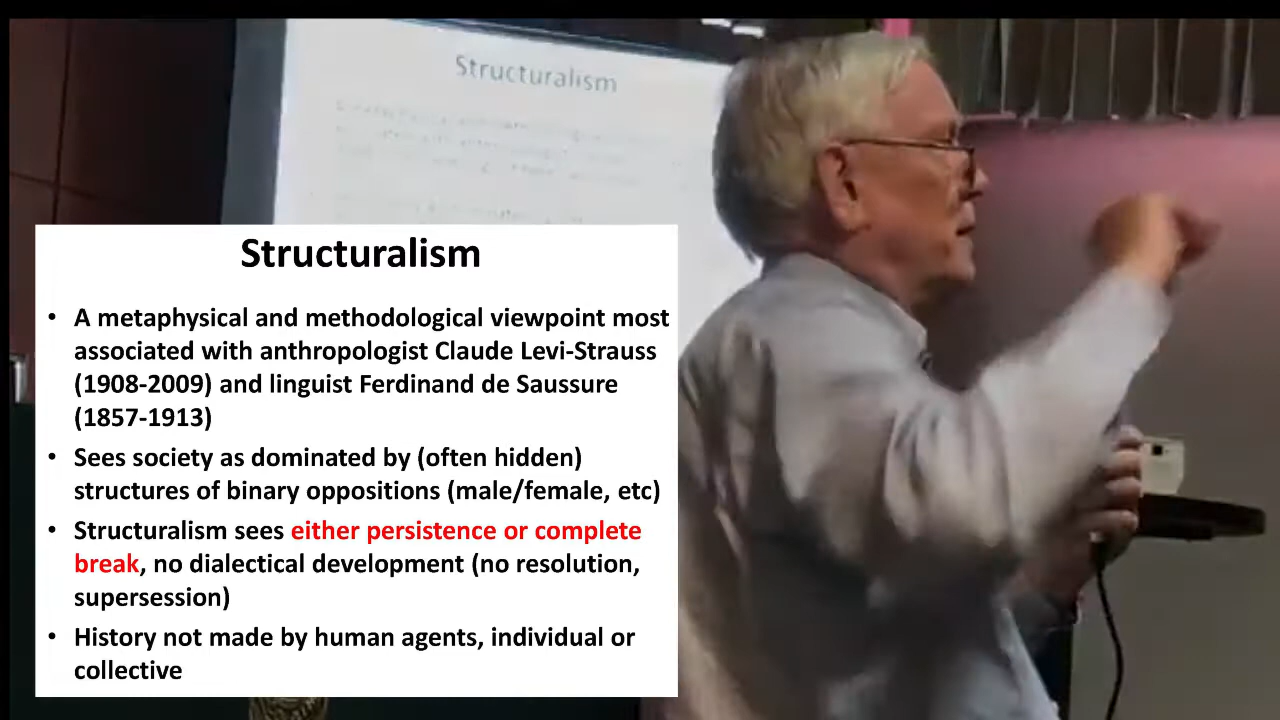 Structuralism
Structuralism
• A metaphysical and methodological viewpoint most
associated with anthropologist Claude Levi-Strauss
(1908-2009) and linguist Ferdinand de Saussure
(1857-1913)
• Sees society as dominated by (often hidden)
structures of binary oppositions (male/female, etc)
• Structuralism sees either persistence or complete
break, no dialectical development (no resolution,
supersession)
• History not made by human agents, individual or
collective